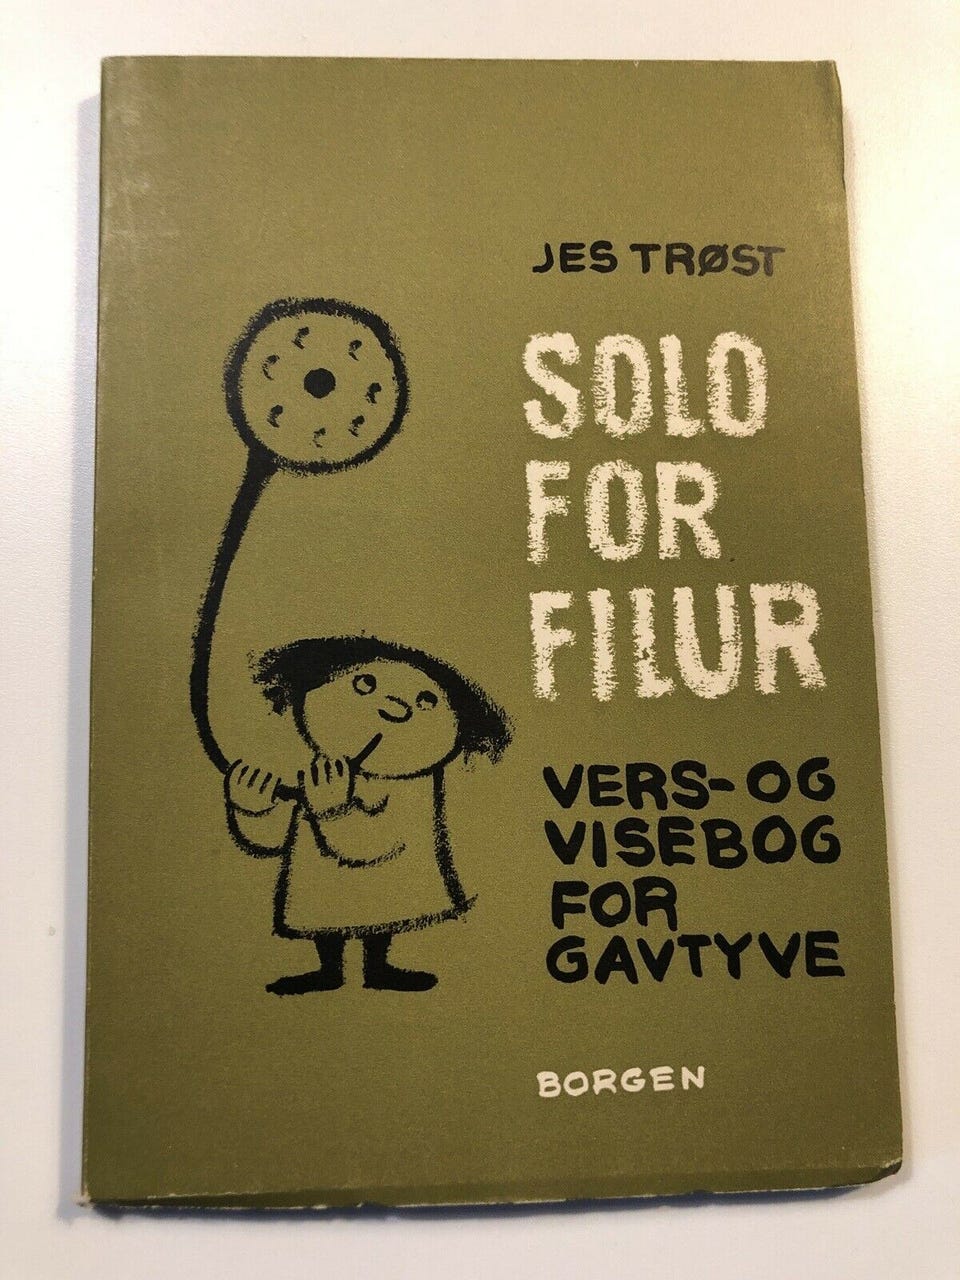 JES TRØST
SOLO
FOR
FILUR
VERS-OG
VISEBOG
FOR
GAVTYVE
BORGEN